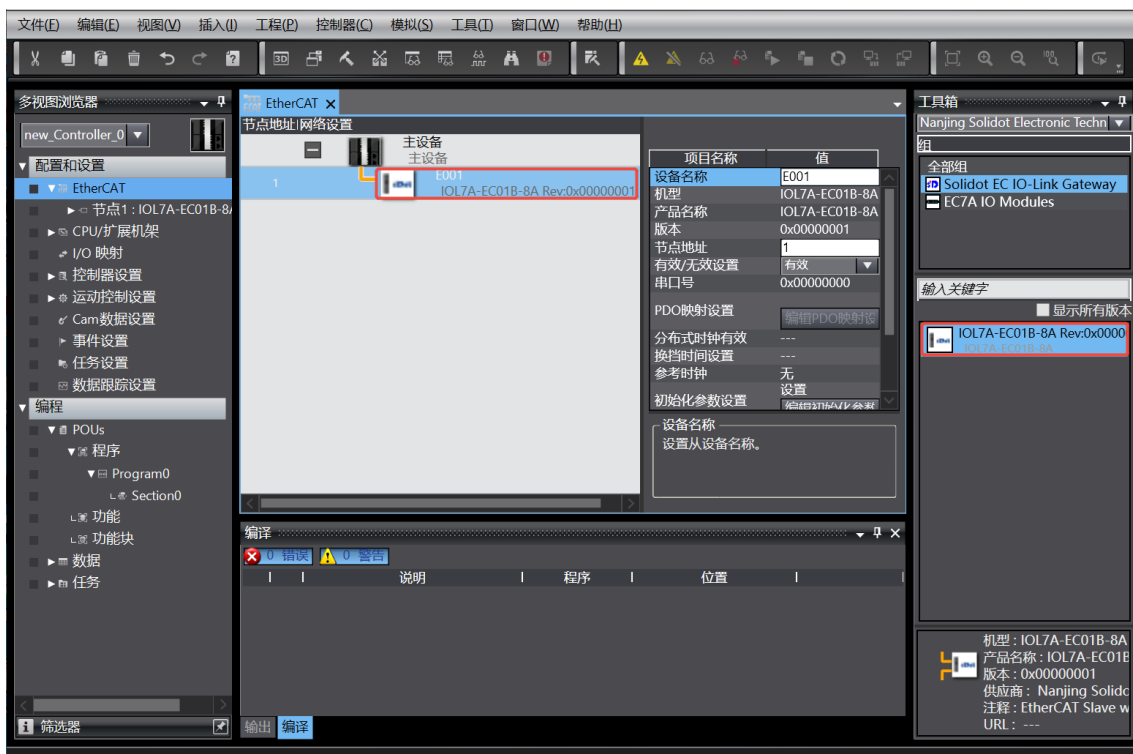 文件(F) 编辑(E) 视图(V) 插入(I) 工程(P) 控制器(C) 模拟(S) 工具(T) 窗口(W) 帮助(H)
多视图浏览器
new_Controller_0
配置和设置
EtherCAT
节点1 : IOL7A-EC01B-8
CPU/扩展机架
I/O 映射
控制器设置
运动控制设置
Cam数据设置
事件设置
任务设置
数据跟踪设置
编程
POUs
程序
Program0
Section0
功能
功能块
数据
任务
筛选器
EtherCAT
节点地址 网络设置
主设备
主设备
1
E001
IOL7A-EC01B-8A Rev:0x00000001
项目名称 值
设备名称 E001
机型 IOL7A-EC01B-8A
产品名称 IOL7A-EC01B-8A
版本 0x00000001
节点地址 1
有效/无效设置 有效
串口号 0x00000000
PDO映射设置 编辑PDO映射设
分布式时钟有效 ---
换挡时间设置 ---
参考时钟 无
设置
初始化参数设置 编辑初始化参数
设备名称
设置从设备名称。
编译
0 错误 0 警告
说明 程序 位置
输出 编译
工具箱
Nanjing Solidot Electronic Techn
组
全部组
Solidot EC IO-Link Gateway
EC7A IO Modules
输入关键字
显示所有版本
IOL7A-EC01B-8A Rev:0x0000
IOL7A-EC01B-8A
机型 : IOL7A-EC01B-8A
产品名称 : IOL7A-EC01B
版本 : 0x00000001
供应商 : Nanjing Solido
注释 : EtherCAT Slave w
URL : ---